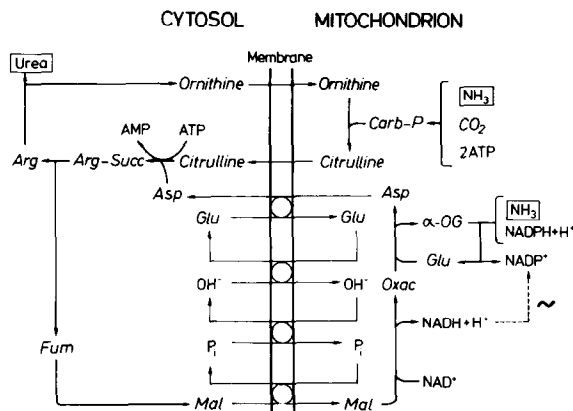 CYTOSOL MITOCHONDRION
Membrane
Urea
Ornithine Ornithine
NH₃
AMP ATP Carb-P CO₂
2ATP
Arg Arg-Succ Citrulline Citrulline
Asp Asp
Glu Glu α-OG NH₃
NADPH+H⁺
Glu NADP⁺
OH⁻ OH⁻ Oxac
~
NADH+H⁺
Fum Pᵢ Pᵢ
NAD⁺
Mal Mal